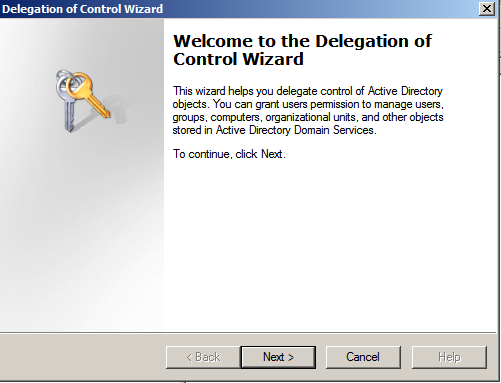 Delegation of Control Wizard
Welcome to the Delegation of
Control Wizard
This wizard helps you delegate control of Active Directory
objects. You can grant users permission to manage users,
groups, computers, organizational units, and other objects
stored in Active Directory Domain Services.
To continue, click Next.
< Back
Next >
Cancel
Help